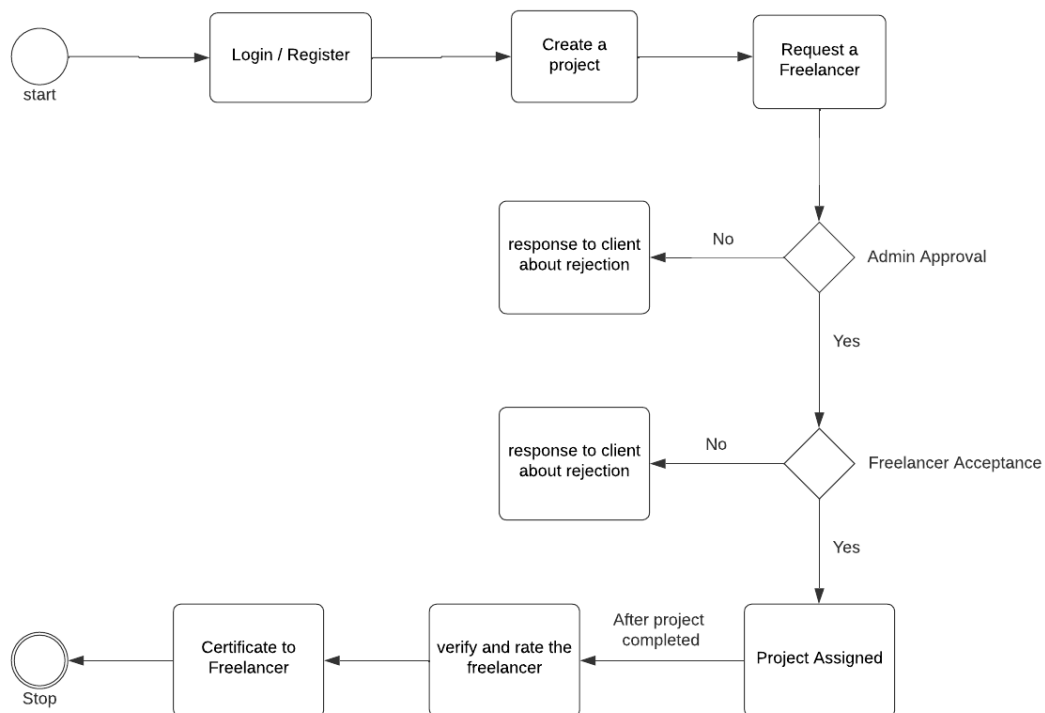 start
Login / Register
Create a
project
Request a
Freelancer
response to client
about rejection
No
Admin Approval
Yes
response to client
about rejection
No
Freelancer Acceptance
Yes
Stop
Certificate to
Freelancer
verify and rate the
freelancer
After project
completed
Project Assigned